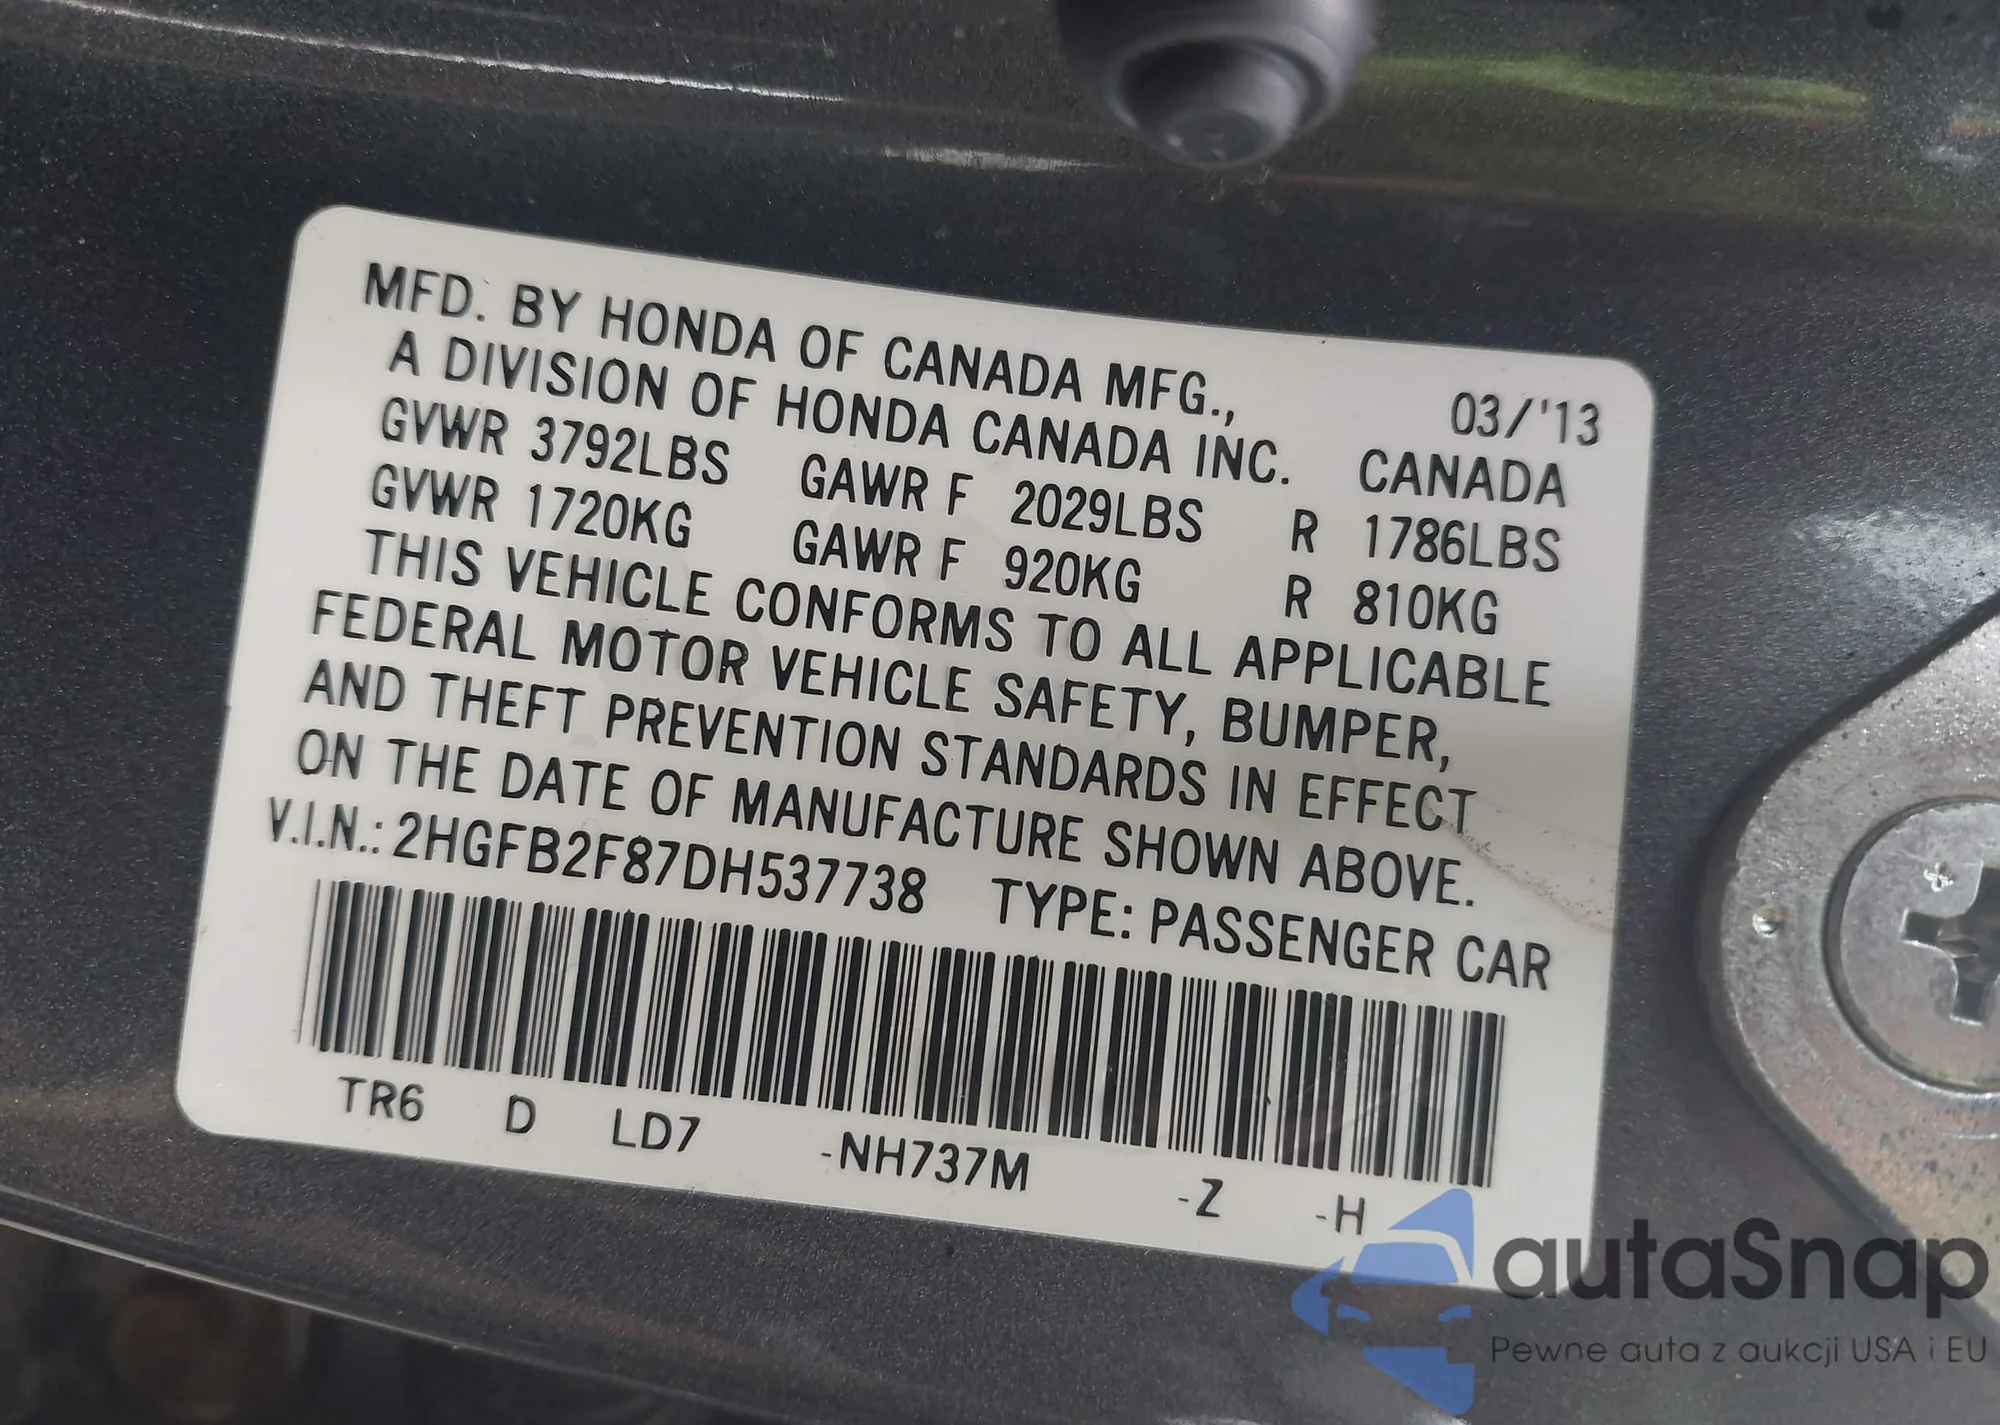 MFD. BY HONDA OF CANADA MFG.,
A DIVISION OF HONDA CANADA INC. CANADA 03/'13
GVWR 3792LBS GAWR F 2029LBS R 1786LBS
GVWR 1720KG GAWR F 920KG R 810KG
THIS VEHICLE CONFORMS TO ALL APPLICABLE
FEDERAL MOTOR VEHICLE SAFETY, BUMPER,
AND THEFT PREVENTION STANDARDS IN EFFECT
ON THE DATE OF MANUFACTURE SHOWN ABOVE.
V.I.N.: 2HGFB2F87DH537738 TYPE: PASSENGER CAR
TR6 D LD7 -NH737M -Z -H
autaSnap
Pewne auta z aukcji USA i EU